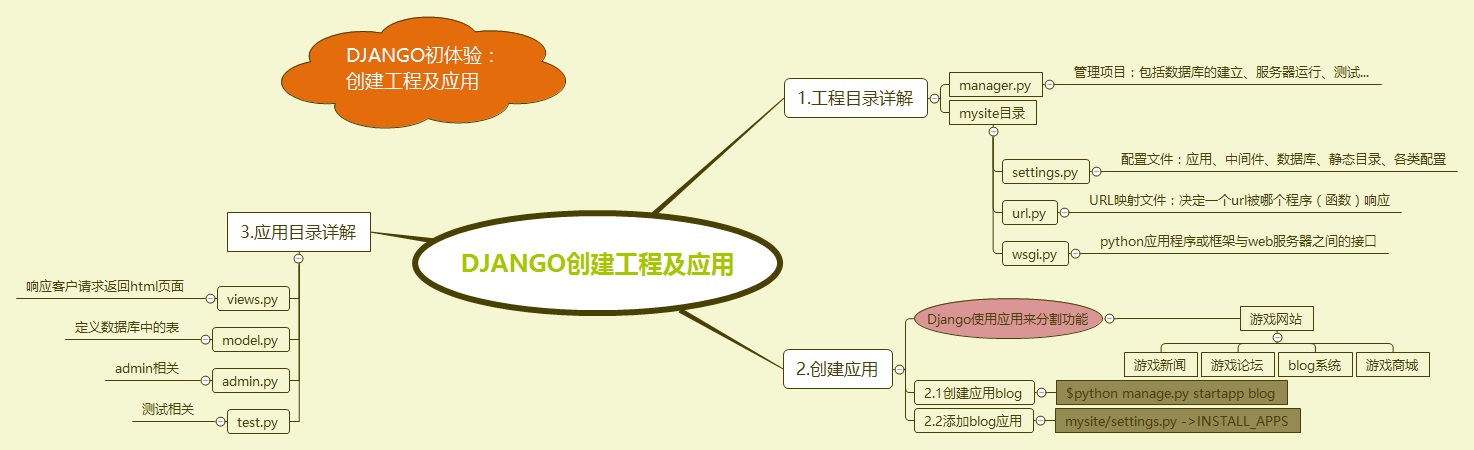 DJANGO初体验：
创建工程及应用
DJANGO创建工程及应用
1.工程目录详解
manager.py
管理项目：包括数据库的建立、服务器运行、测试...
mysite目录
settings.py
配置文件：应用、中间件、数据库、静态目录、各类配置
url.py
URL映射文件：决定一个url被哪个程序（函数）响应
wsgi.py
python应用程序或框架与web服务器之间的接口
2.创建应用
Django使用应用来分割功能
游戏网站
游戏新闻
游戏论坛
blog系统
游戏商城
2.1创建应用blog
$python manage.py startapp blog
2.2添加blog应用
mysite/settings.py ->INSTALL_APPS
3.应用目录详解
views.py
响应客户请求返回html页面
model.py
定义数据库中的表
admin.py
admin相关
test.py
测试相关